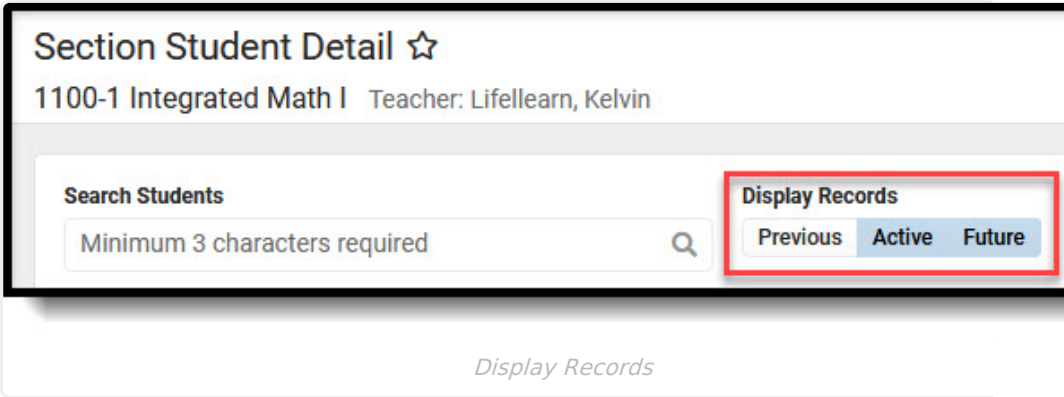 Section Student Detail
1100-1 Integrated Math I Teacher: Lifellearn, Kelvin
Search Students
Minimum 3 characters required
Display Records
Previous Active Future
Display Records